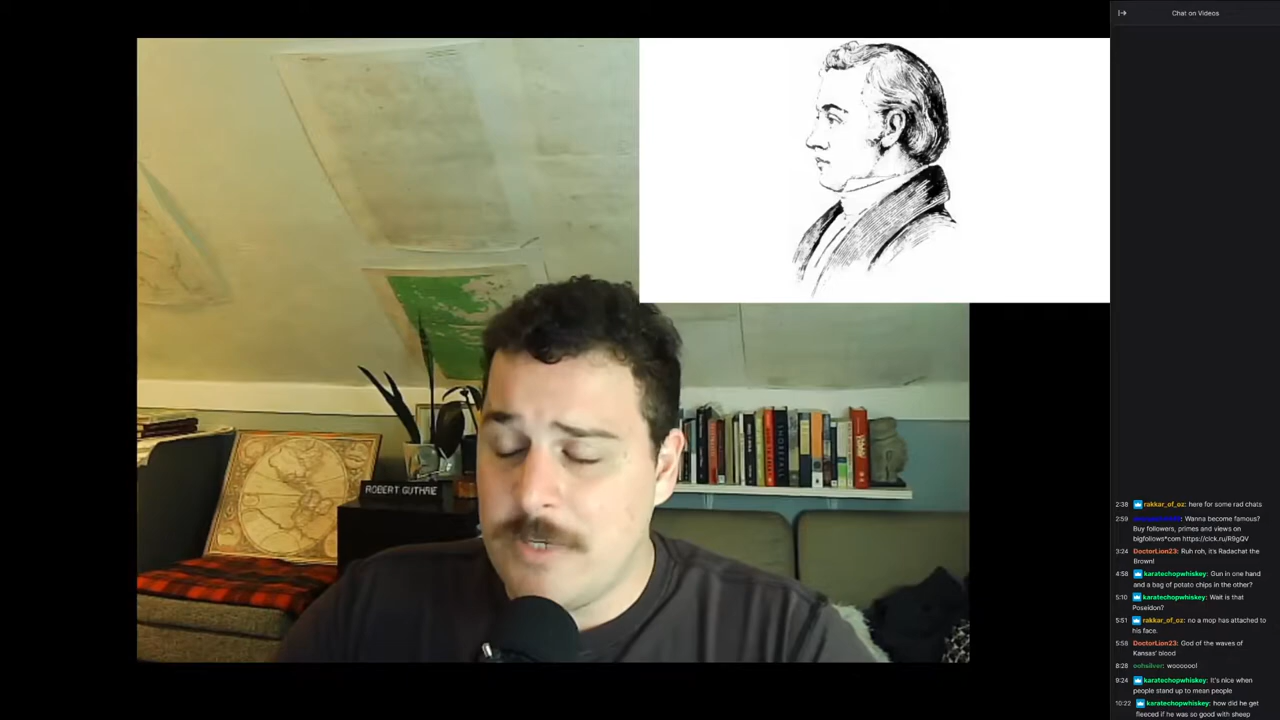 Chat on Videos
ROBERT GUTHRIE
SHOREFALL
2:38 rakkar_of_oz: here for some rad chats
2:59 : Wanna become famous?
Buy followers, primes and views on
bigfollows*com https://clck.ru/R9gQV
3:24 DoctorLion23: Ruh roh, it's Radachat the
Brown!
4:58 karatechopwhiskey: Gun in one hand
and a bag of potato chips in the other?
5:10 karatechopwhiskey: Wait is that
Poseidon?
5:51 rakkar_of_oz: no a mop has attached to
his face.
5:58 DoctorLion23: God of the waves of
Kansas' blood
8:28 oohsilver: woooooo!
9:24 karatechopwhiskey: It's nice when
people stand up to mean people
10:22 karatechopwhiskey: how did he get
fleeced if he was so good with sheep